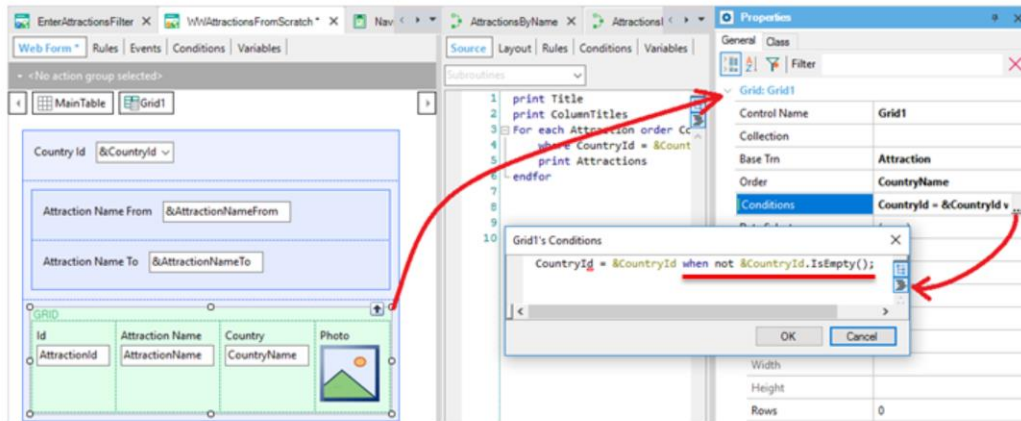 EnterAttractionsFilter X WWAttractionsFromScratch * X Nav
Web Form * Rules Events Conditions Variables
<No action group selected>
MainTable Grid1
Country Id &CountryId
Attraction Name From &AttractionNameFrom
Attraction Name To &AttractionNameTo
GRID
Id Attraction Name Country Photo
AttractionId AttractionName CountryName
AttractionsByName X Attractions
Source Layout Rules Conditions Variables
Subroutines
1 print Title
2 print ColumnTitles
3 For each Attraction order Co
4 where CountryId = &Count
5 print Attractions
6 endfor
7
8
9
10
Grid1's Conditions
CountryId = &CountryId when not &CountryId.IsEmpty();
OK Cancel
Properties
General Class
Filter
Grid: Grid1
Control Name Grid1
Collection
Base Trn Attraction
Order CountryName
Conditions CountryId = &CountryId w ...
Width
Height
Rows 0